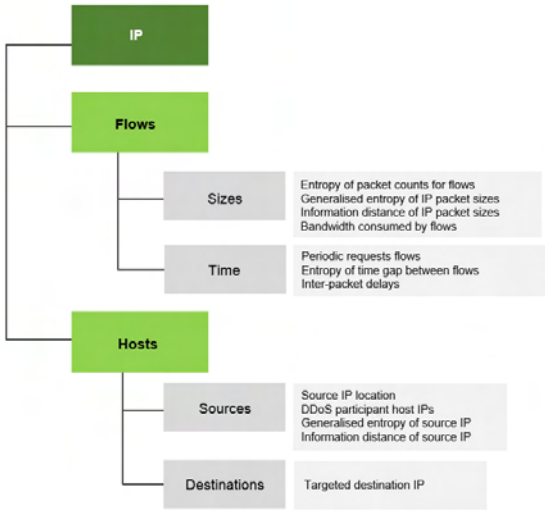 IP
Flows
Sizes
Entropy of packet counts for flows
Generalised entropy of IP packet sizes
Information distance of IP packet sizes
Bandwidth consumed by flows
Time
Periodic requests flows
Entropy of time gap between flows
Inter-packet delays
Hosts
Sources
Source IP location
DDoS participant host IPs
Generalised entropy of source IP
Information distance of source IP
Destinations
Targeted destination IP